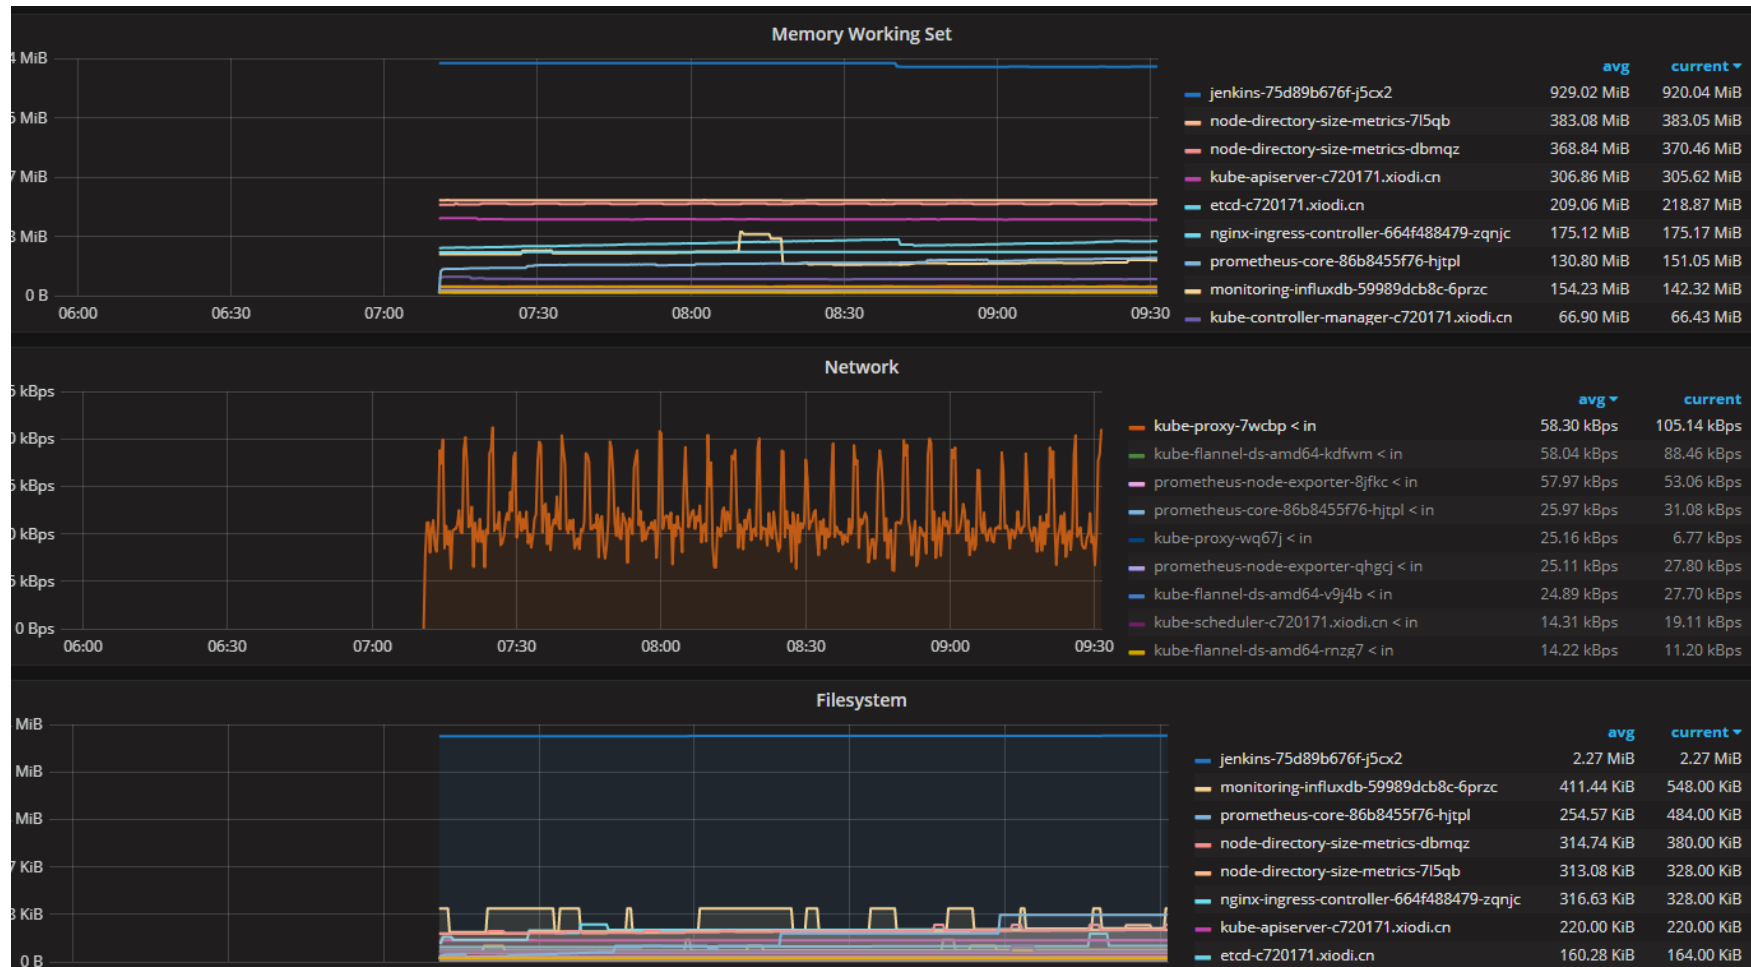 Memory Working Set
4 MiB
5 MiB
7 MiB
3 MiB
0 B
06:00 06:30 07:00 07:30 08:00 08:30 09:00 09:30
avg current
jenkins-75d89b676f-j5cx2 929.02 MiB 920.04 MiB
node-directory-size-metrics-7l5qb 383.08 MiB 383.05 MiB
node-directory-size-metrics-dbmqz 368.84 MiB 370.46 MiB
kube-apiserver-c720171.xiodi.cn 306.86 MiB 305.62 MiB
etcd-c720171.xiodi.cn 209.06 MiB 218.87 MiB
nginx-ingress-controller-664f488479-zqnjc 175.12 MiB 175.17 MiB
prometheus-core-86b8455f76-hjtpl 130.80 MiB 151.05 MiB
monitoring-influxdb-59989dcb8c-6przc 154.23 MiB 142.32 MiB
kube-controller-manager-c720171.xiodi.cn 66.90 MiB 66.43 MiB
Network
5 kBps
0 kBps
5 kBps
0 kBps
5 kBps
0 Bps
06:00 06:30 07:00 07:30 08:00 08:30 09:00 09:30
avg current
kube-proxy-7wcbp < in 58.30 kBps 105.14 kBps
kube-flannel-ds-amd64-kdfwm < in 58.04 kBps 88.46 kBps
prometheus-node-exporter-8jfkc < in 57.97 kBps 53.06 kBps
prometheus-core-86b8455f76-hjtpl < in 25.97 kBps 31.08 kBps
kube-proxy-wq67j < in 25.16 kBps 6.77 kBps
prometheus-node-exporter-qhgcj < in 25.11 kBps 27.80 kBps
kube-flannel-ds-amd64-v9j4b < in 24.89 kBps 27.70 kBps
kube-scheduler-c720171.xiodi.cn < in 14.31 kBps 19.11 kBps
kube-flannel-ds-amd64-rnzg7 < in 14.22 kBps 11.20 kBps
Filesystem
MiB
MiB
MiB
7 KiB
3 KiB
0 B
avg current
jenkins-75d89b676f-j5cx2 2.27 MiB 2.27 MiB
monitoring-influxdb-59989dcb8c-6przc 411.44 KiB 548.00 KiB
prometheus-core-86b8455f76-hjtpl 254.57 KiB 484.00 KiB
node-directory-size-metrics-dbmqz 314.74 KiB 380.00 KiB
node-directory-size-metrics-7l5qb 313.08 KiB 328.00 KiB
nginx-ingress-controller-664f488479-zqnjc 316.63 KiB 328.00 KiB
kube-apiserver-c720171.xiodi.cn 220.00 KiB 220.00 KiB
etcd-c720171.xiodi.cn 160.28 KiB 164.00 KiB